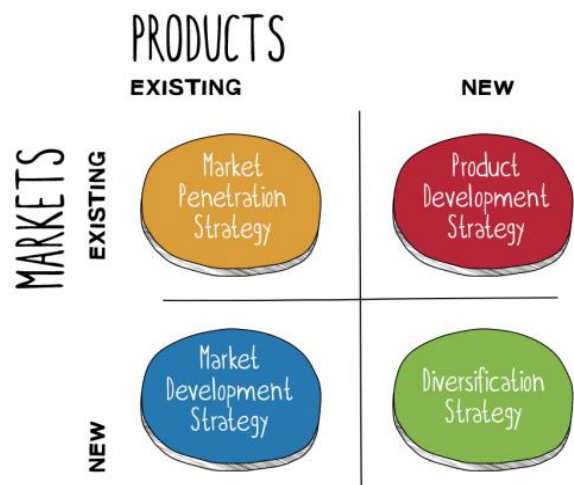 PRODUCTS
EXISTING
NEW
MARKETS
EXISTING
Market
Penetration
Strategy
Product
Development
Strategy
NEW
Market
Development
Strategy
Diversification
Strategy